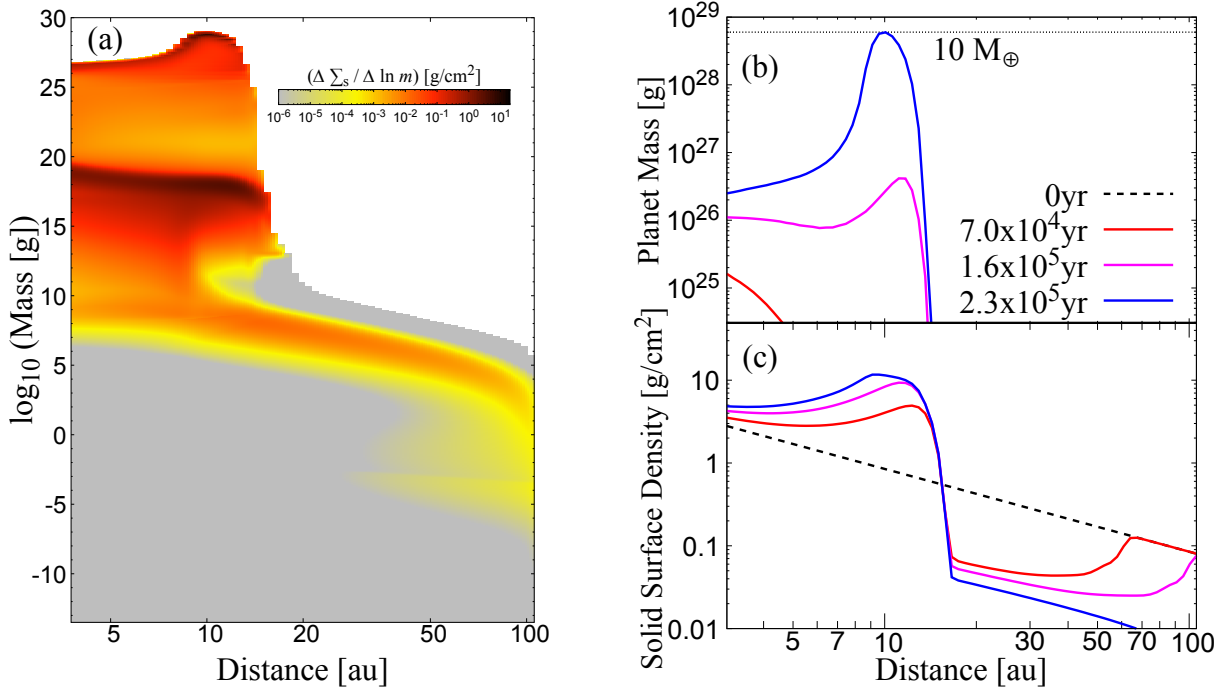 (a)
(Δ ∑s / Δ ln m) [g/cm²]
10⁻⁶ 10⁻⁵ 10⁻⁴ 10⁻³ 10⁻² 10⁻¹ 10⁰ 10¹
log₁₀ (Mass [g])
30
25
20
15
10
5
0
-5
-10
5 10 50 100
Distance [au]
(b)
10 M⊕
Planet Mass [g]
10²⁹
10²⁸
10²⁷
10²⁶
10²⁵
0yr
7.0x10⁴yr
1.6x10⁵yr
2.3x10⁵yr
(c)
Solid Surface Density [g/cm²]
10
1
0.1
0.01
5 7 10 30 50 70 100
Distance [au]